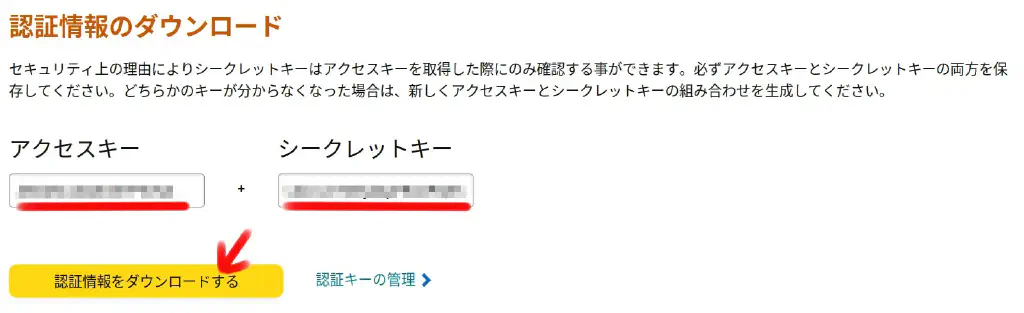 認証情報のダウンロード
セキュリティ上の理由によりシークレットキーはアクセスキーを取得した際にのみ確認する事ができます。必ずアクセスキーとシークレットキーの両方を保
存してください。どちらかのキーが分からなくなった場合は、新しくアクセスキーとシークレットキーの組み合わせを生成してください。
アクセスキー シークレットキー
+
認証情報をダウンロードする 認証キーの管理